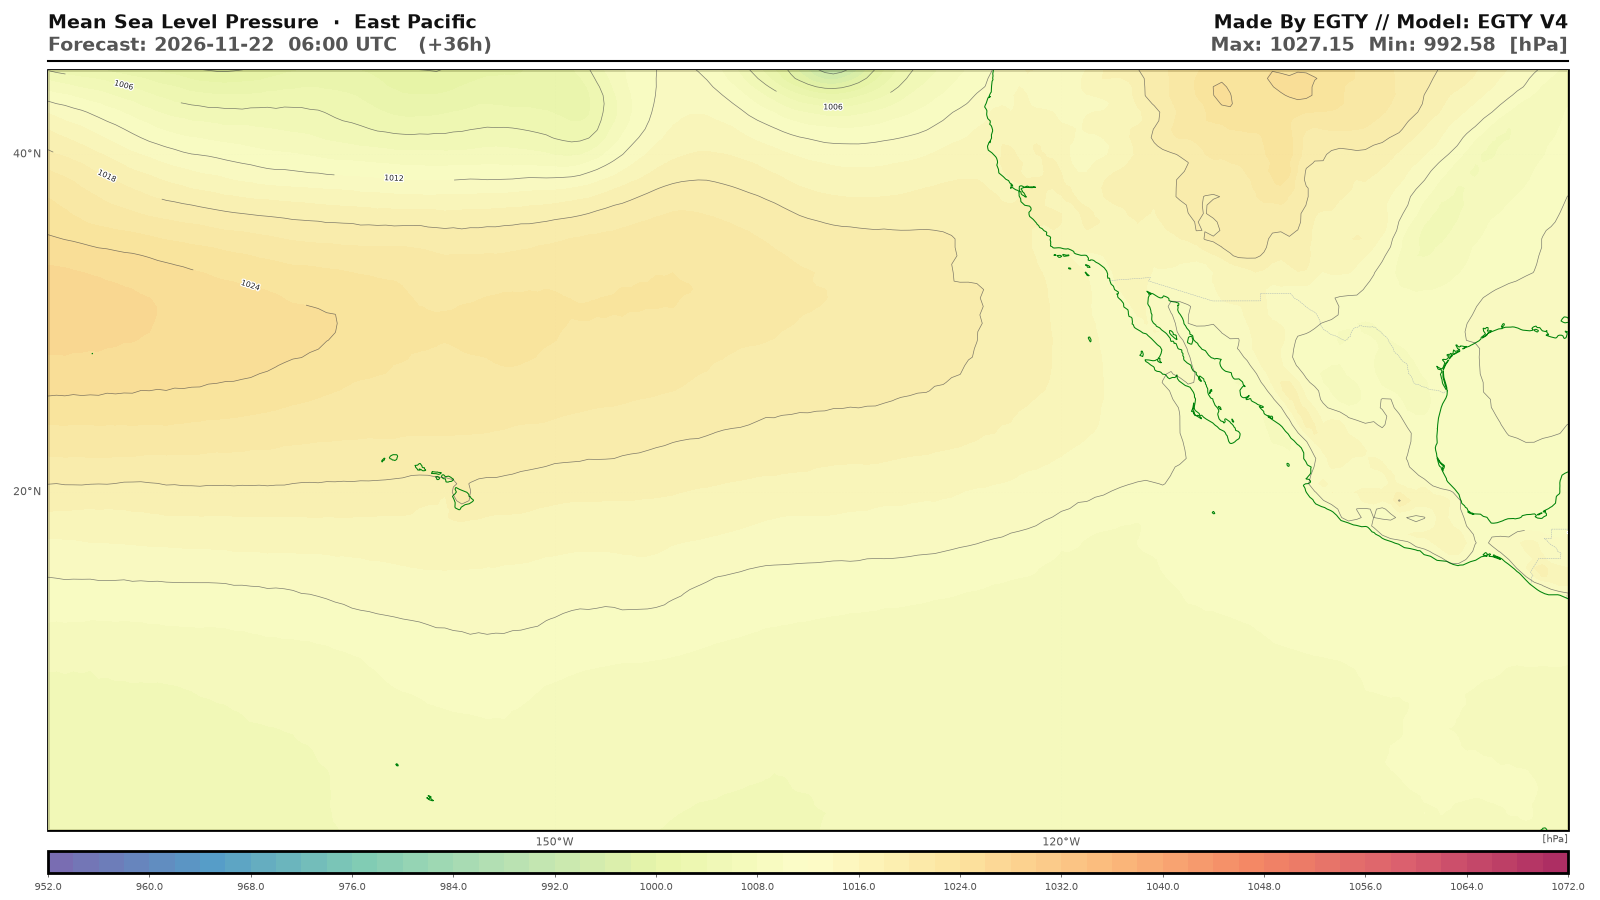 Mean Sea Level Pressure · East Pacific
Made By EGTY // Model: EGTY V4
Forecast: 2026-11-22 06:00 UTC (+36h)
Max: 1027.15 Min: 992.58 [hPa]
1006
1006
40°N
1018
1012
1024
20°N
150°W
120°W
[hPa]
952.0 960.0 968.0 976.0 984.0 992.0 1000.0 1008.0 1016.0 1024.0 1032.0 1040.0 1048.0 1056.0 1064.0 1072.0